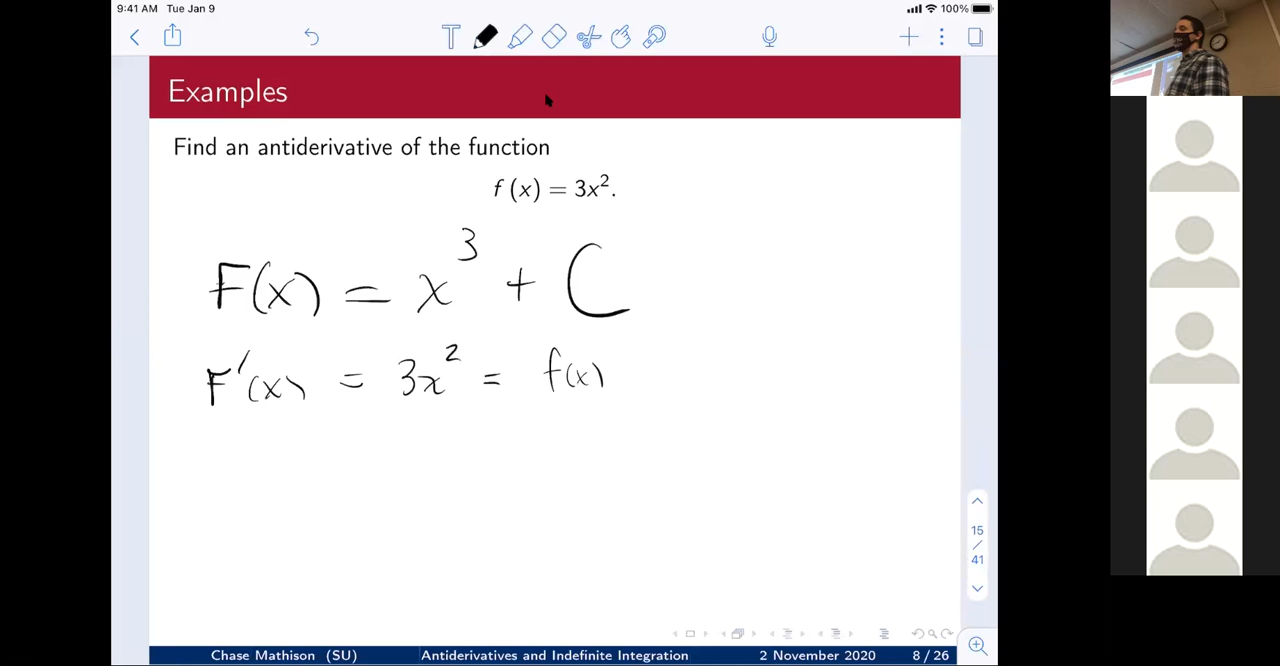 9:41 AM Tue Jan 9
100%
Examples
Find an antiderivative of the function
f (x) = 3x².
F(x) = x³ + C
F'(x) = 3x² = f(x)
15
/
41
Chase Mathison (SU) Antiderivatives and Indefinite Integration 2 November 2020 8 / 26